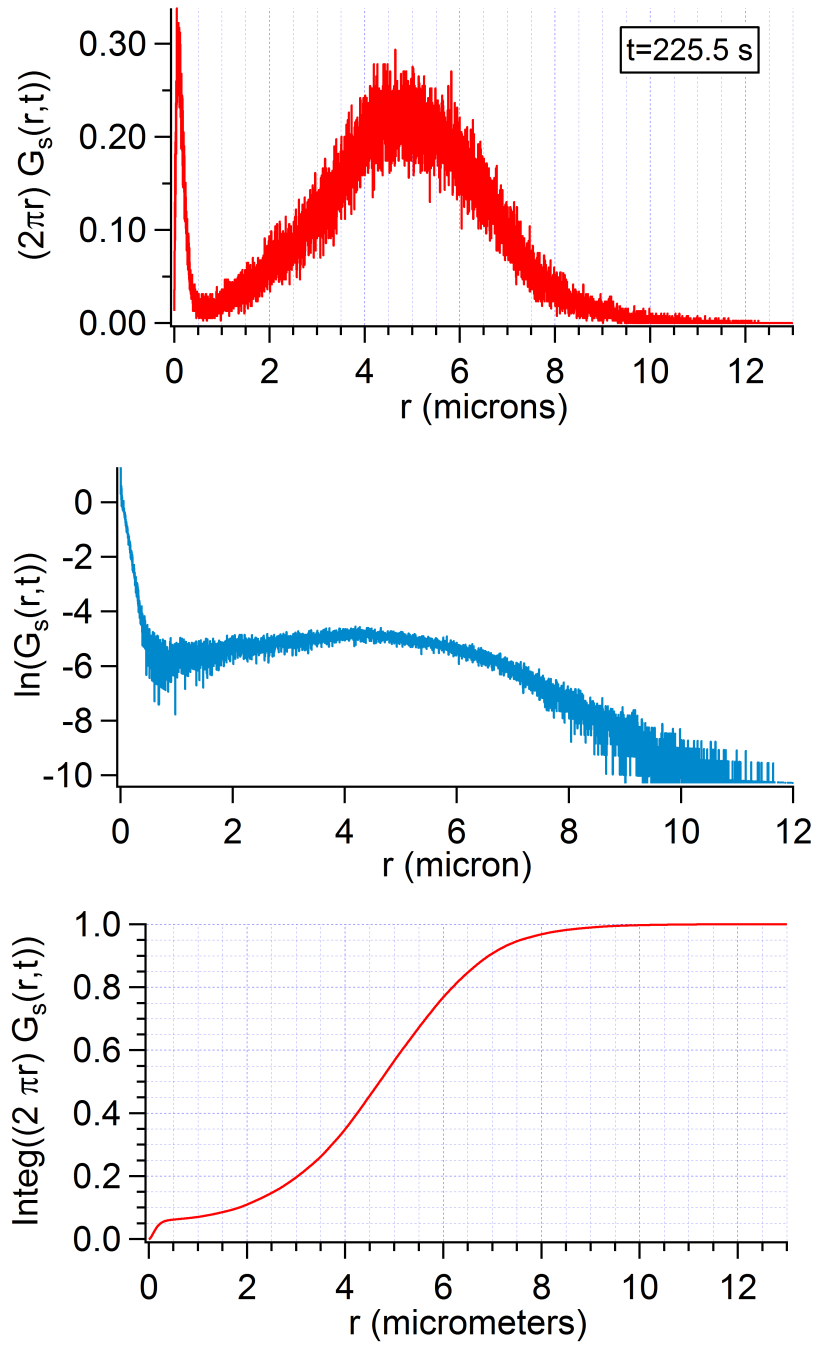 (2πr) Gs(r,t))
0.30
0.20
0.10
0.00
t=225.5 s
0 2 4 6 8 10 12
r (microns)
ln(Gs(r,t))
0
-2
-4
-6
-8
-10
0 2 4 6 8 10 12
r (micron)
Integ((2 πr) Gs(r,t))
1.0
0.8
0.6
0.4
0.2
0.0
0 2 4 6 8 10 12
r (micrometers)